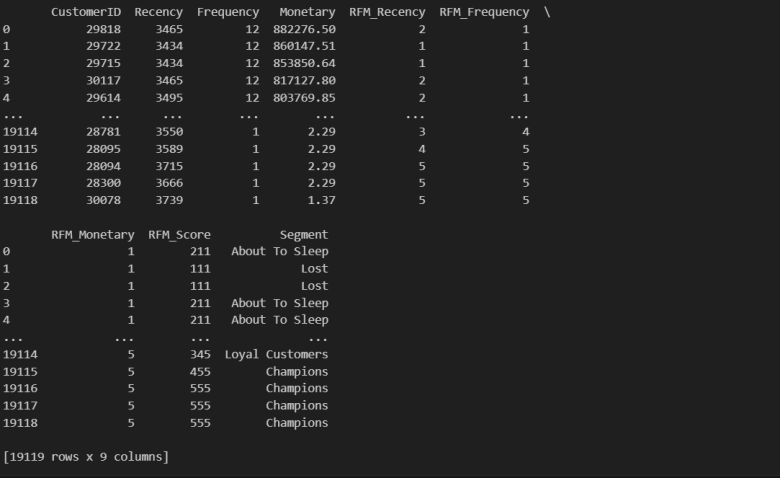 CustomerID Recency Frequency Monetary RFM_Recency RFM_Frequency \
0 29818 3465 12 882276.50 2 1
1 29722 3434 12 860147.51 1 1
2 29715 3434 12 853850.64 1 1
3 30117 3465 12 817127.80 2 1
4 29614 3495 12 803769.85 2 1
... ... ... ... ... ... ...
19114 28781 3550 1 2.29 3 4
19115 28095 3589 1 2.29 4 5
19116 28094 3715 1 2.29 5 5
19117 28300 3666 1 2.29 5 5
19118 30078 3739 1 1.37 5 5
RFM_Monetary RFM_Score Segment
0 1 211 About To Sleep
1 1 111 Lost
2 1 111 Lost
3 1 211 About To Sleep
4 1 211 About To Sleep
... ... ... ...
19114 5 345 Loyal Customers
19115 5 455 Champions
19116 5 555 Champions
19117 5 555 Champions
19118 5 555 Champions
[19119 rows x 9 columns]